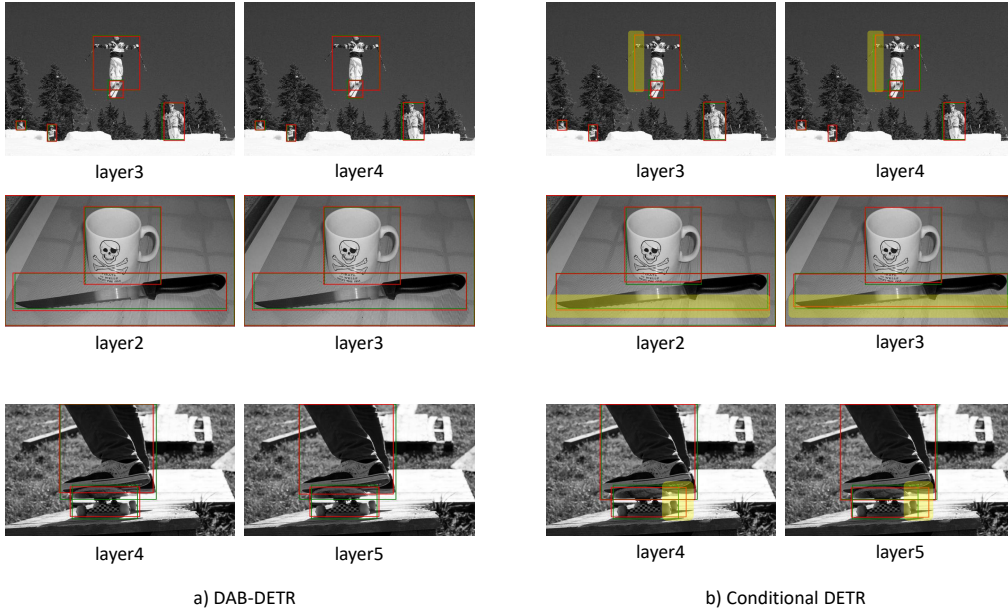 layer3 layer4 layer3 layer4
layer2 layer3 layer2 layer3
layer4 layer5 layer4 layer5
a) DAB-DETR b) Conditional DETR